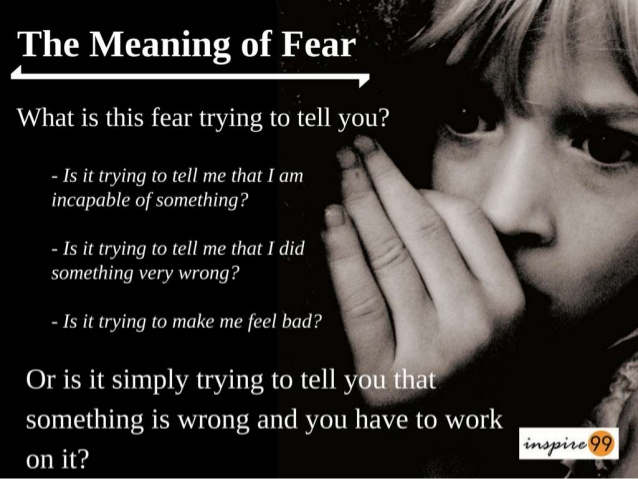 The Meaning of Fear
What is this fear trying to tell you?
- Is it trying to tell me that I am
incapable of something?
- Is it trying to tell me that I did
something very wrong?
- Is it trying to make me feel bad?
Or is it simply trying to tell you that
something is wrong and you have to work
on it?
inspire99